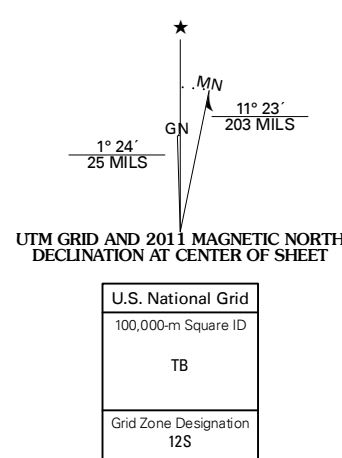 MN
GN
11° 23´
203 MILS
1° 24´
25 MILS
UTM GRID AND 2011 MAGNETIC NORTH
DECLINATION AT CENTER OF SHEET
U.S. National Grid
100,000-m Square ID
TB
Grid Zone Designation
12S